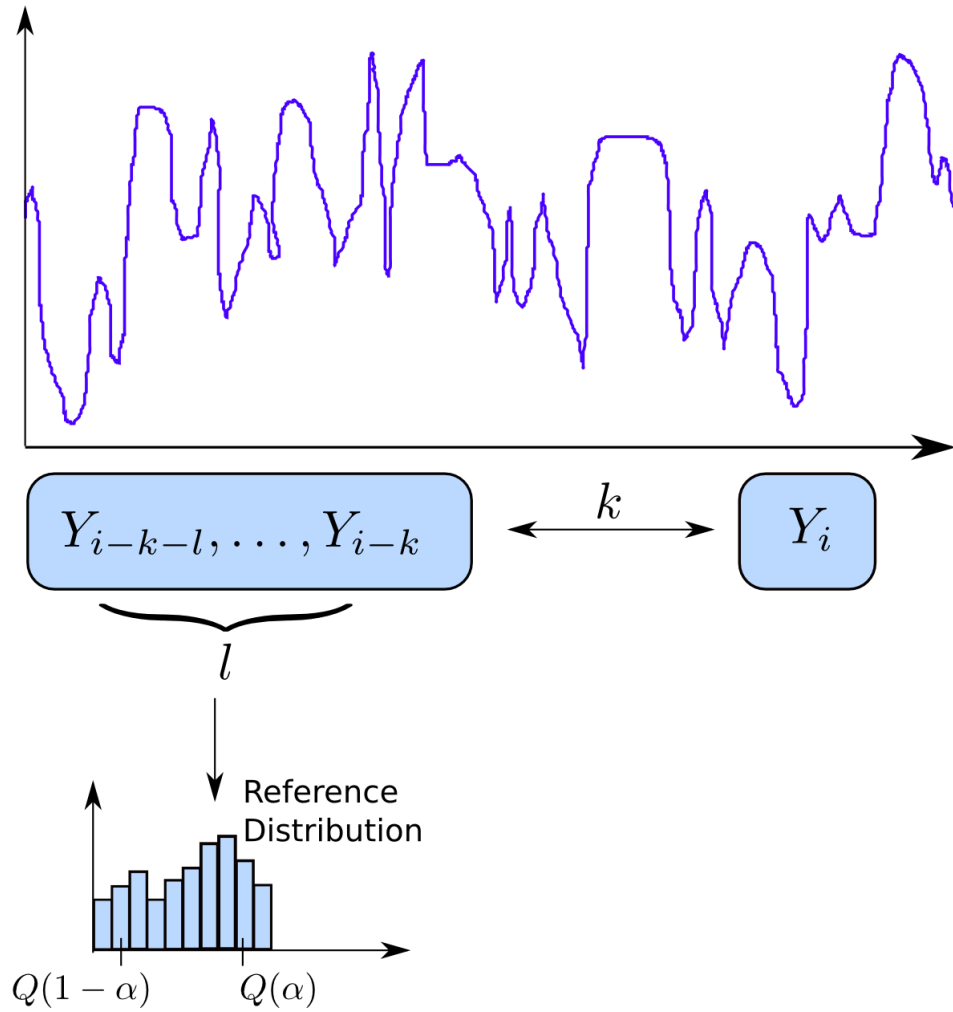 Y_{i-k-l}, ..., Y_{i-k}
k
Y_i
l
Reference
Distribution
Q(1 − α)
Q(α)